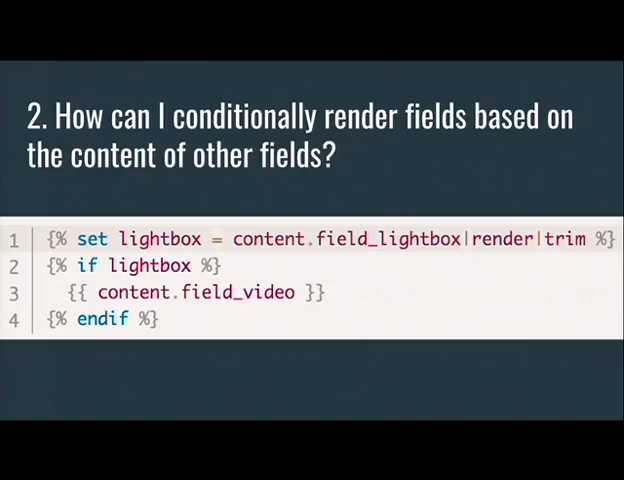 2. How can I conditionally render fields based on
the content of other fields?
1 {% set lightbox = content.field_lightbox|render|trim %}
2 {% if lightbox %}
3 {{ content.field_video }}
4 {% endif %}